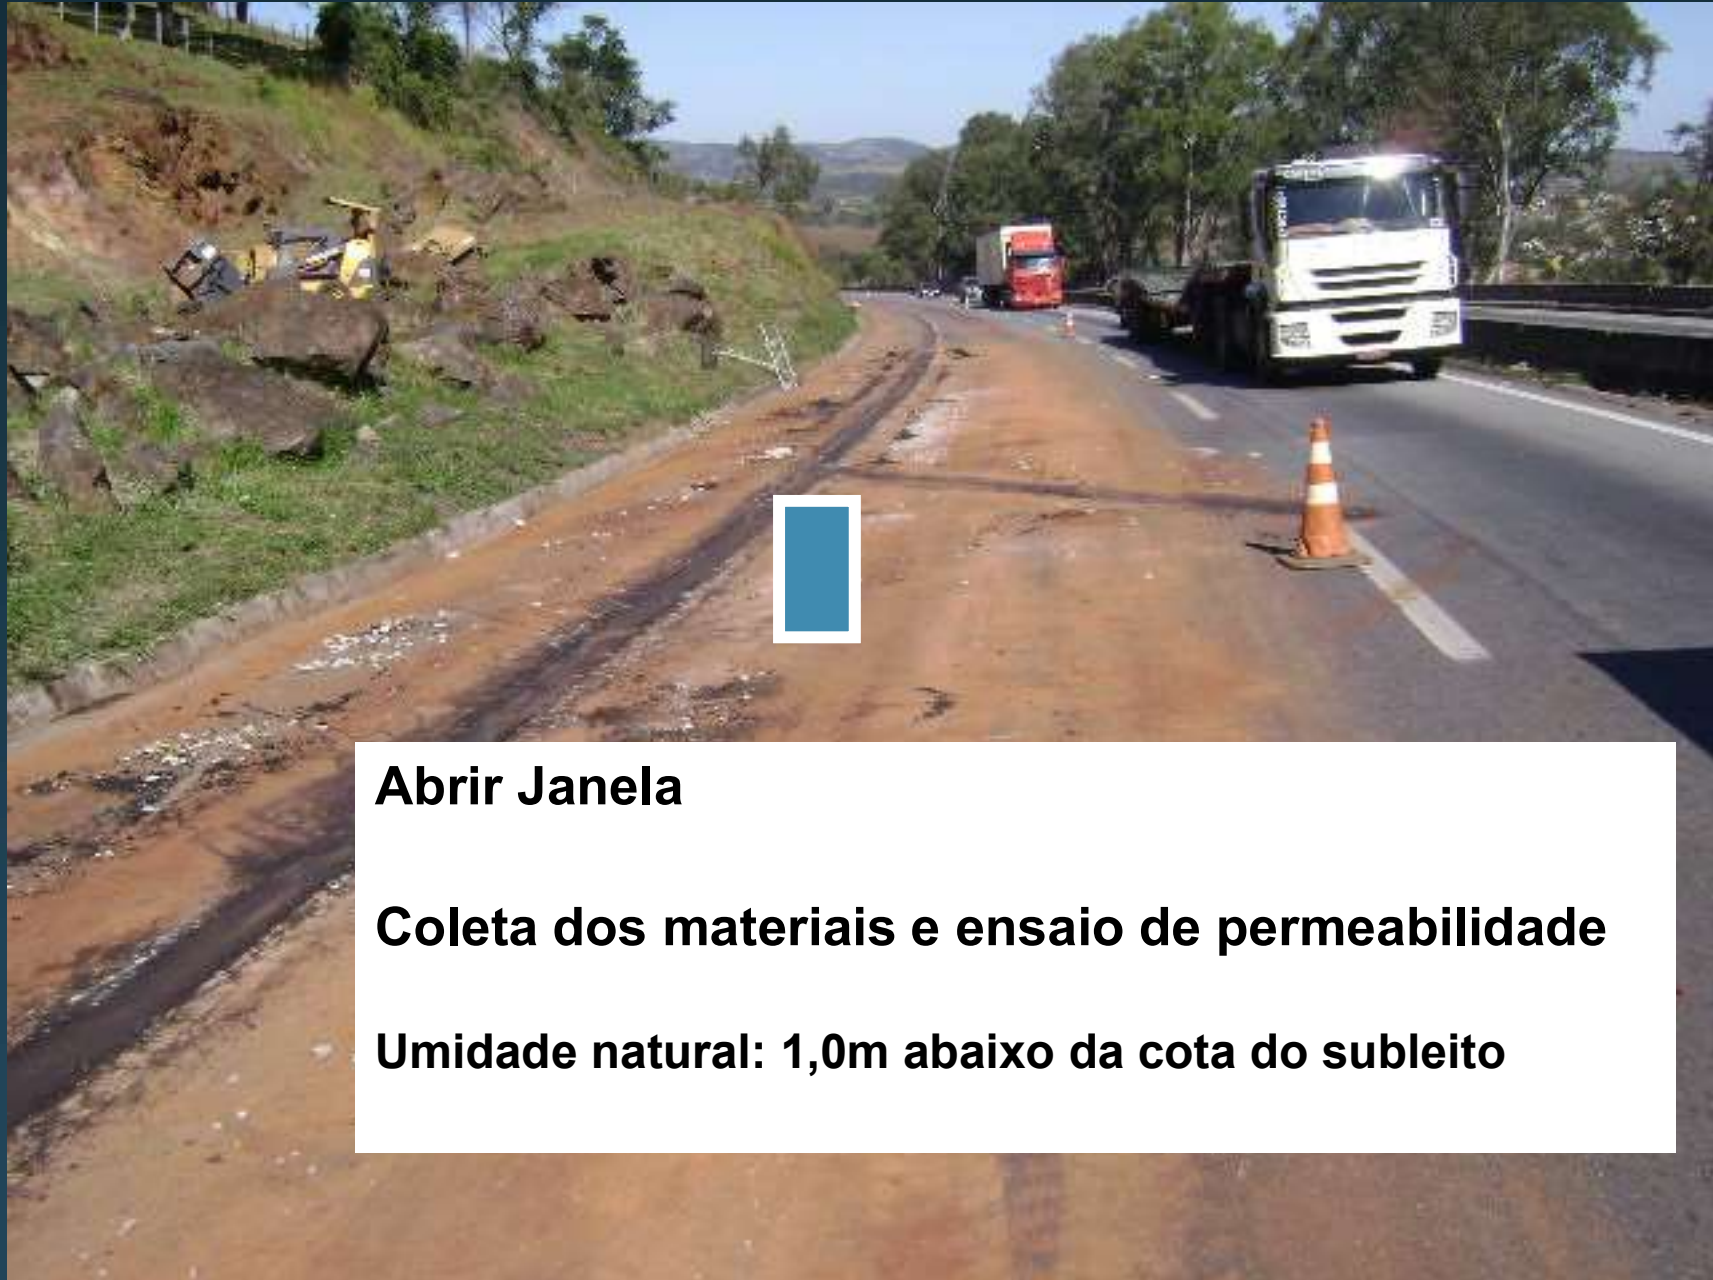 Abrir Janela
Coleta dos materiais e ensaio de permeabilidade
Umidade natural: 1,0m abaixo da cota do subleito